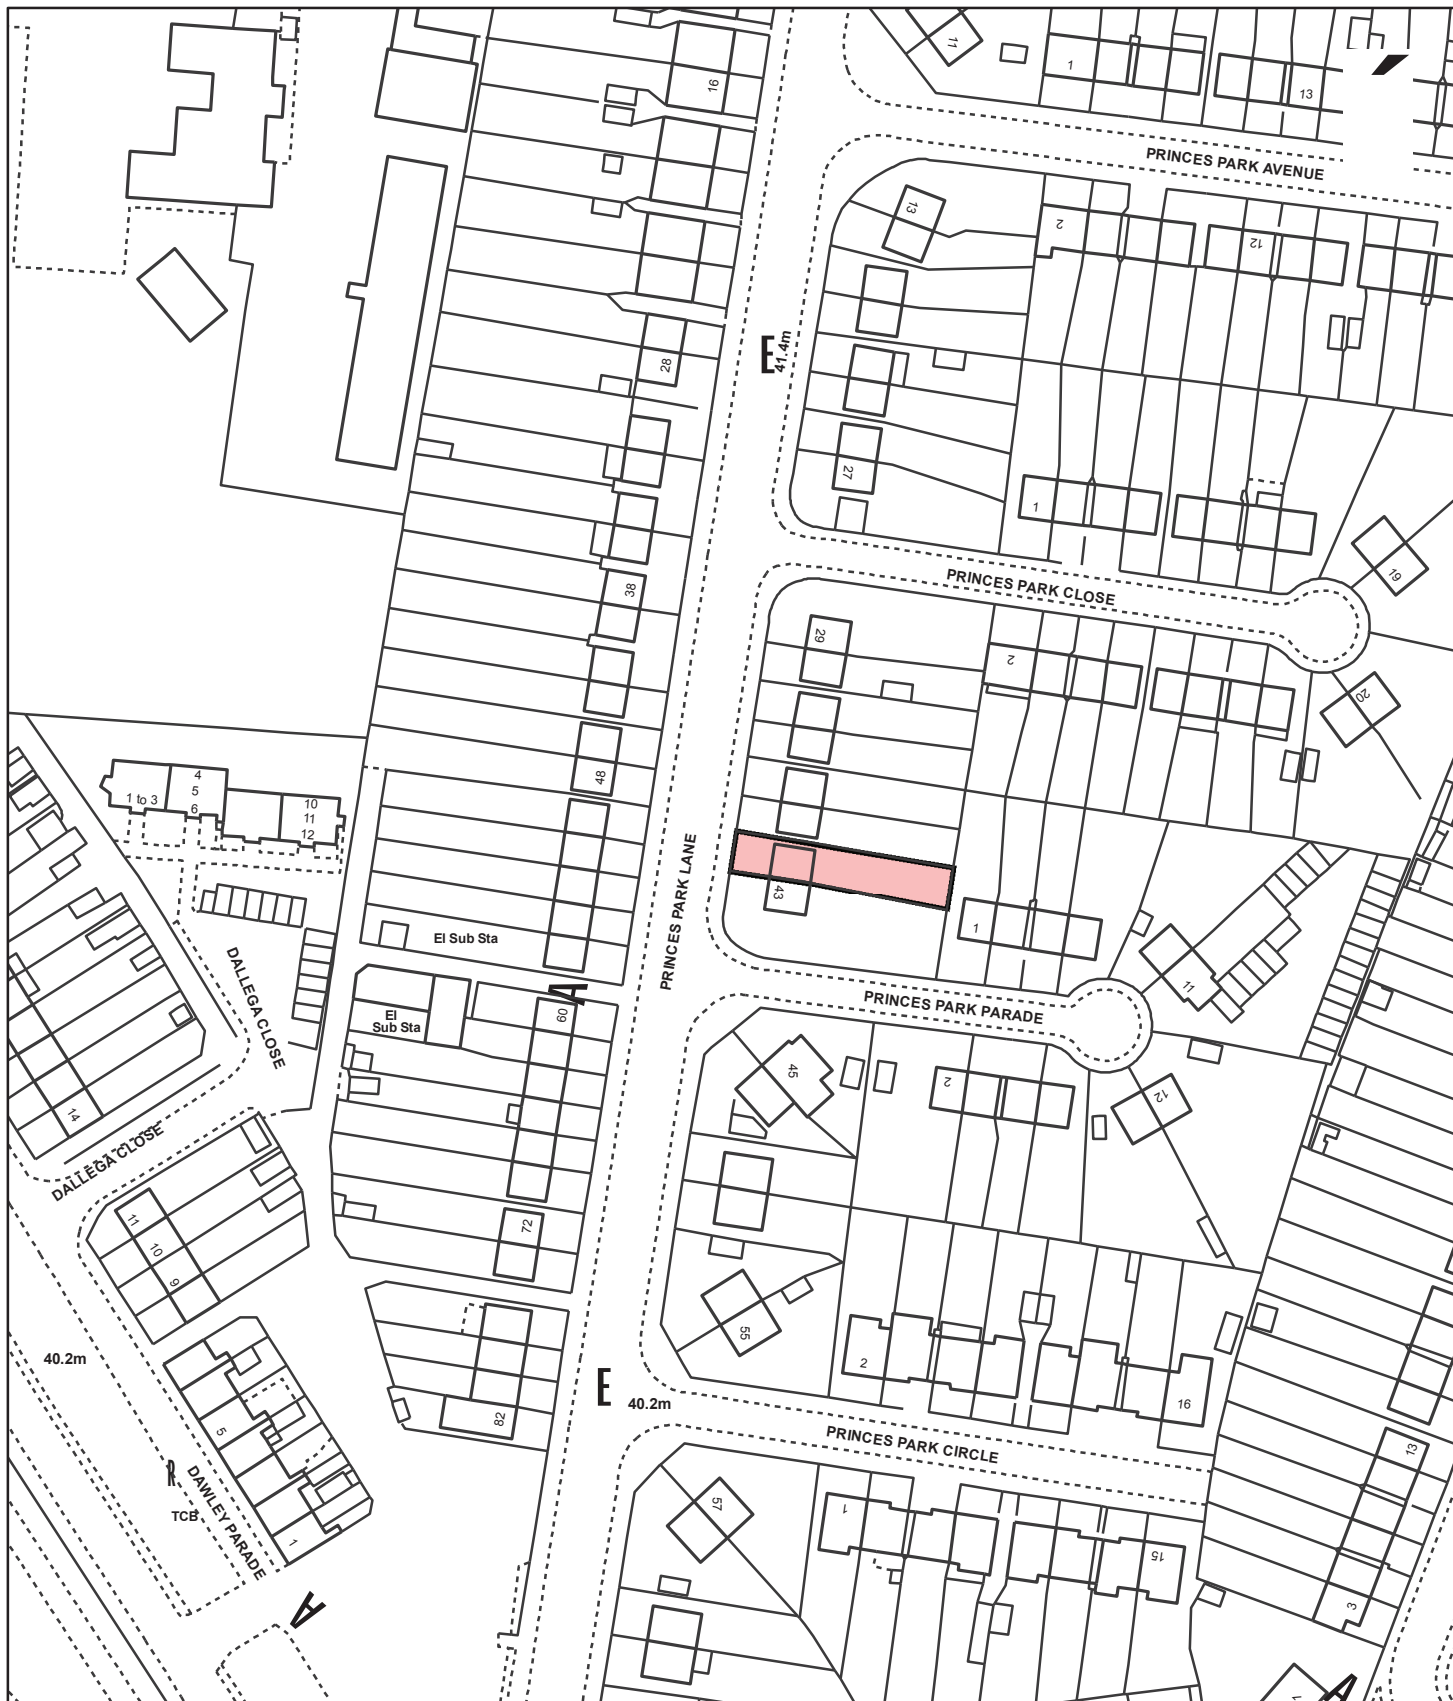 11
1
13
16
PRINCES PARK AVENUE
13
2
12
E
41.4m
28
27
1
38
PRINCES PARK CLOSE
19
29
2
20
48
1 to 3
4
5
6
10
11
12
PRINCES PARK LANE
43
1
El Sub Sta
DALLEGA CLOSE
A
El
Sub Sta
60
PRINCES PARK PARADE
11
45
2
12
14
DALLEGA CLOSE
11
10
9
72
55
40.2m
2
16
E
40.2m
82
5
PRINCES PARK CIRCLE
13
R
TCB
DAWLEY PARADE
1
57
1
15
3
A
A